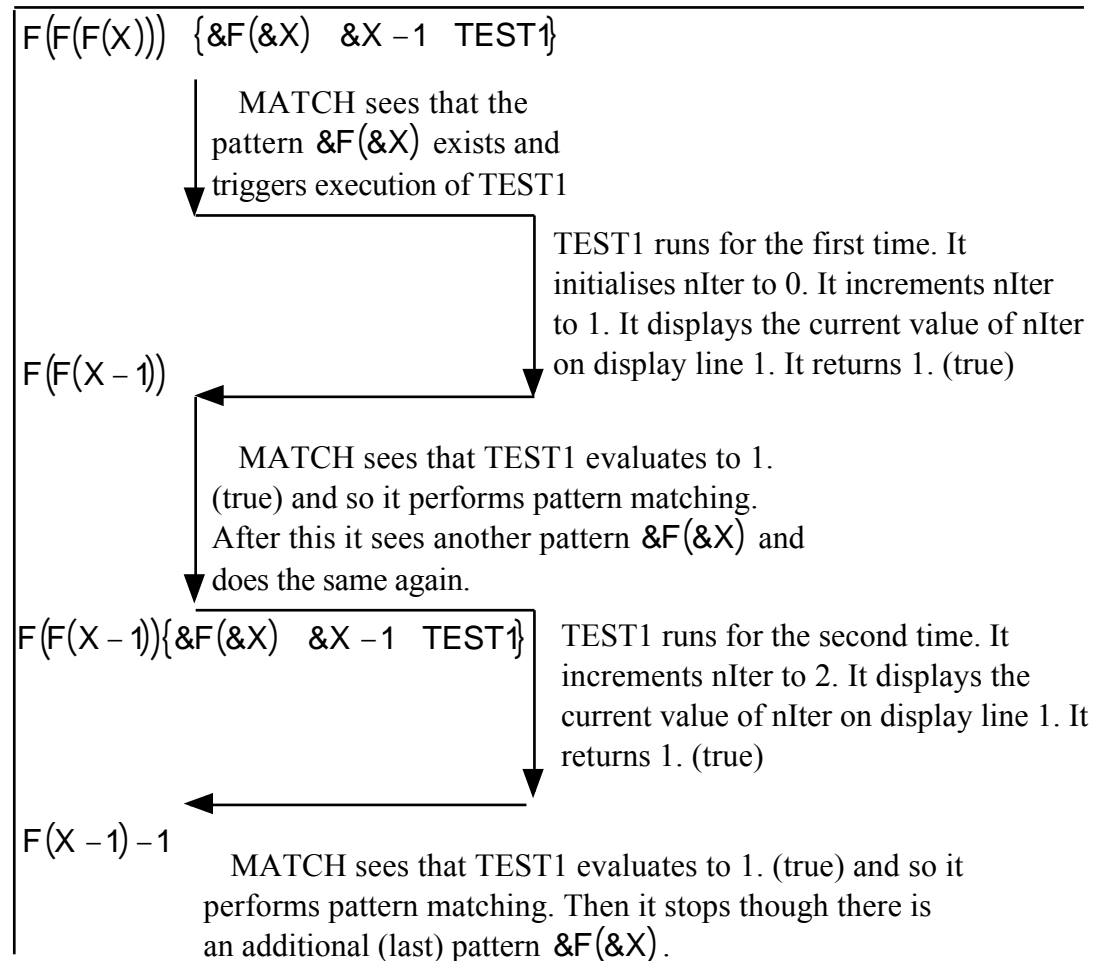 F(F(F(X))) {&F(&X) &X – 1 TEST1}
MATCH sees that the
pattern &F(&X) exists and
triggers execution of TEST1
TEST1 runs for the first time. It
initialises nIter to 0. It increments nIter
to 1. It displays the current value of nIter
on display line 1. It returns 1. (true)
F(F(X – 1))
MATCH sees that TEST1 evaluates to 1.
(true) and so it performs pattern matching.
After this it sees another pattern &F(&X) and
does the same again.
F(F(X – 1)){&F(&X) &X – 1 TEST1}
TEST1 runs for the second time. It
increments nIter to 2. It displays the
current value of nIter on display line 1. It
returns 1. (true)
F(X – 1) – 1
MATCH sees that TEST1 evaluates to 1. (true) and so it
performs pattern matching. Then it stops though there is
an additional (last) pattern &F(&X).